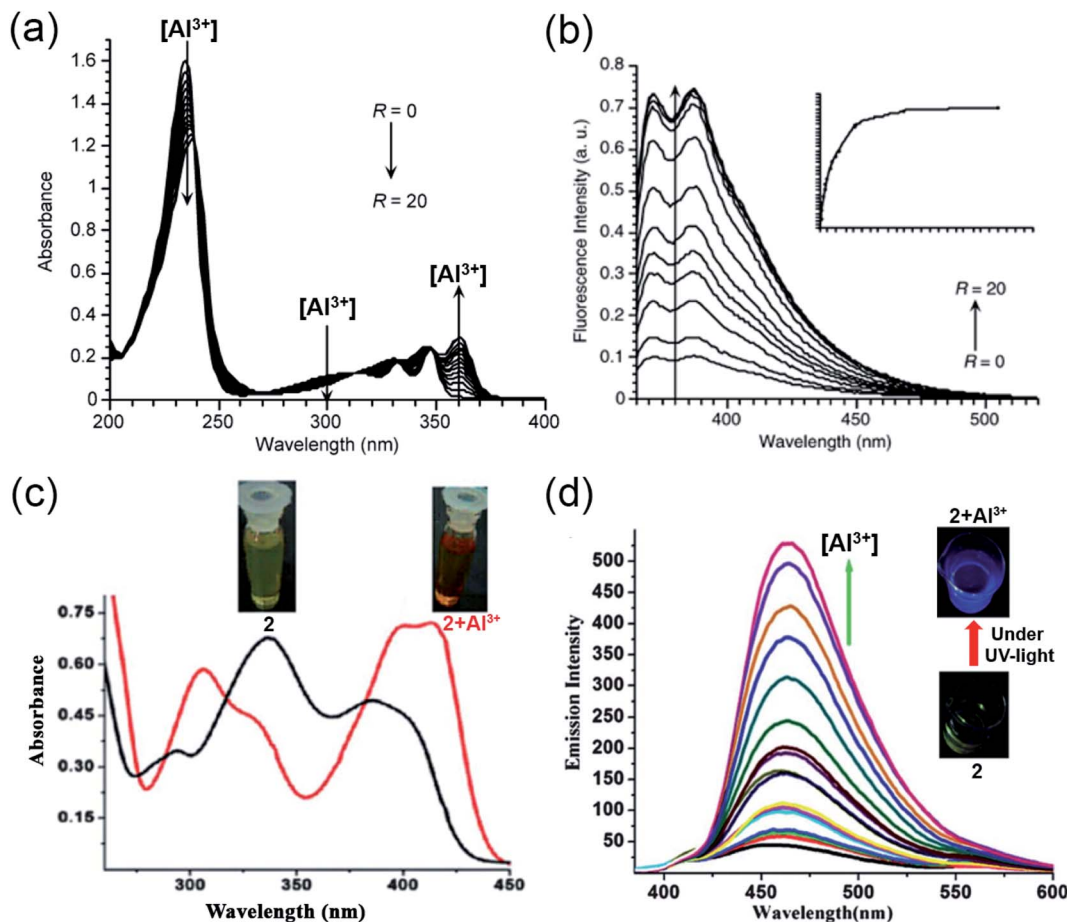 (a)
[Al³⁺]
1.6
1.4
1.2
1
0.8
0.6
0.4
0.2
0
Absorbance
R = 0
R = 20
[Al³⁺]
[Al³⁺]
200
250
300
350
400
Wavelength (nm)
(b)
0.8
0.7
0.6
0.5
0.4
0.3
0.2
0.1
0
Fluorescence Intensity (a. u.)
R = 20
R = 0
400
450
500
Wavelength (nm)
(c)
2
2+Al³⁺
0.75
0.60
0.45
0.30
0.15
Absorbance
300
350
400
450
Wavelength (nm)
(d)
[Al³⁺]
2+Al³⁺
Under
UV-light
2
500
450
400
350
300
250
200
150
100
50
Emission Intensity
400
450
500
550
600
Wavelength(nm)